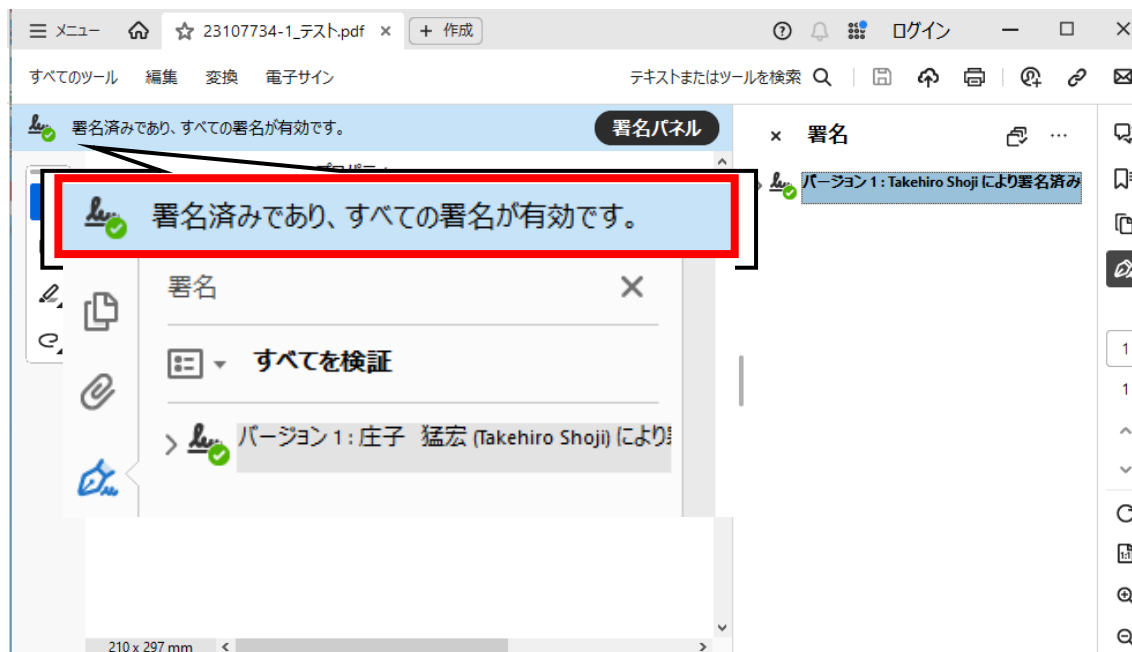 メニュー
23107734-1_テスト.pdf
作成
ログイン
すべてのツール 編集 変換 電子サイン
テキストまたはツールを検索
署名済みであり、すべての署名が有効です。
署名パネル
署名
バージョン 1 : Takehiro Shoji により署名済み
署名済みであり、すべての署名が有効です。
署名
すべてを検証
バージョン 1 : 庄子 猛宏 (Takehiro Shoji) により
1
1
210 x 297 mm